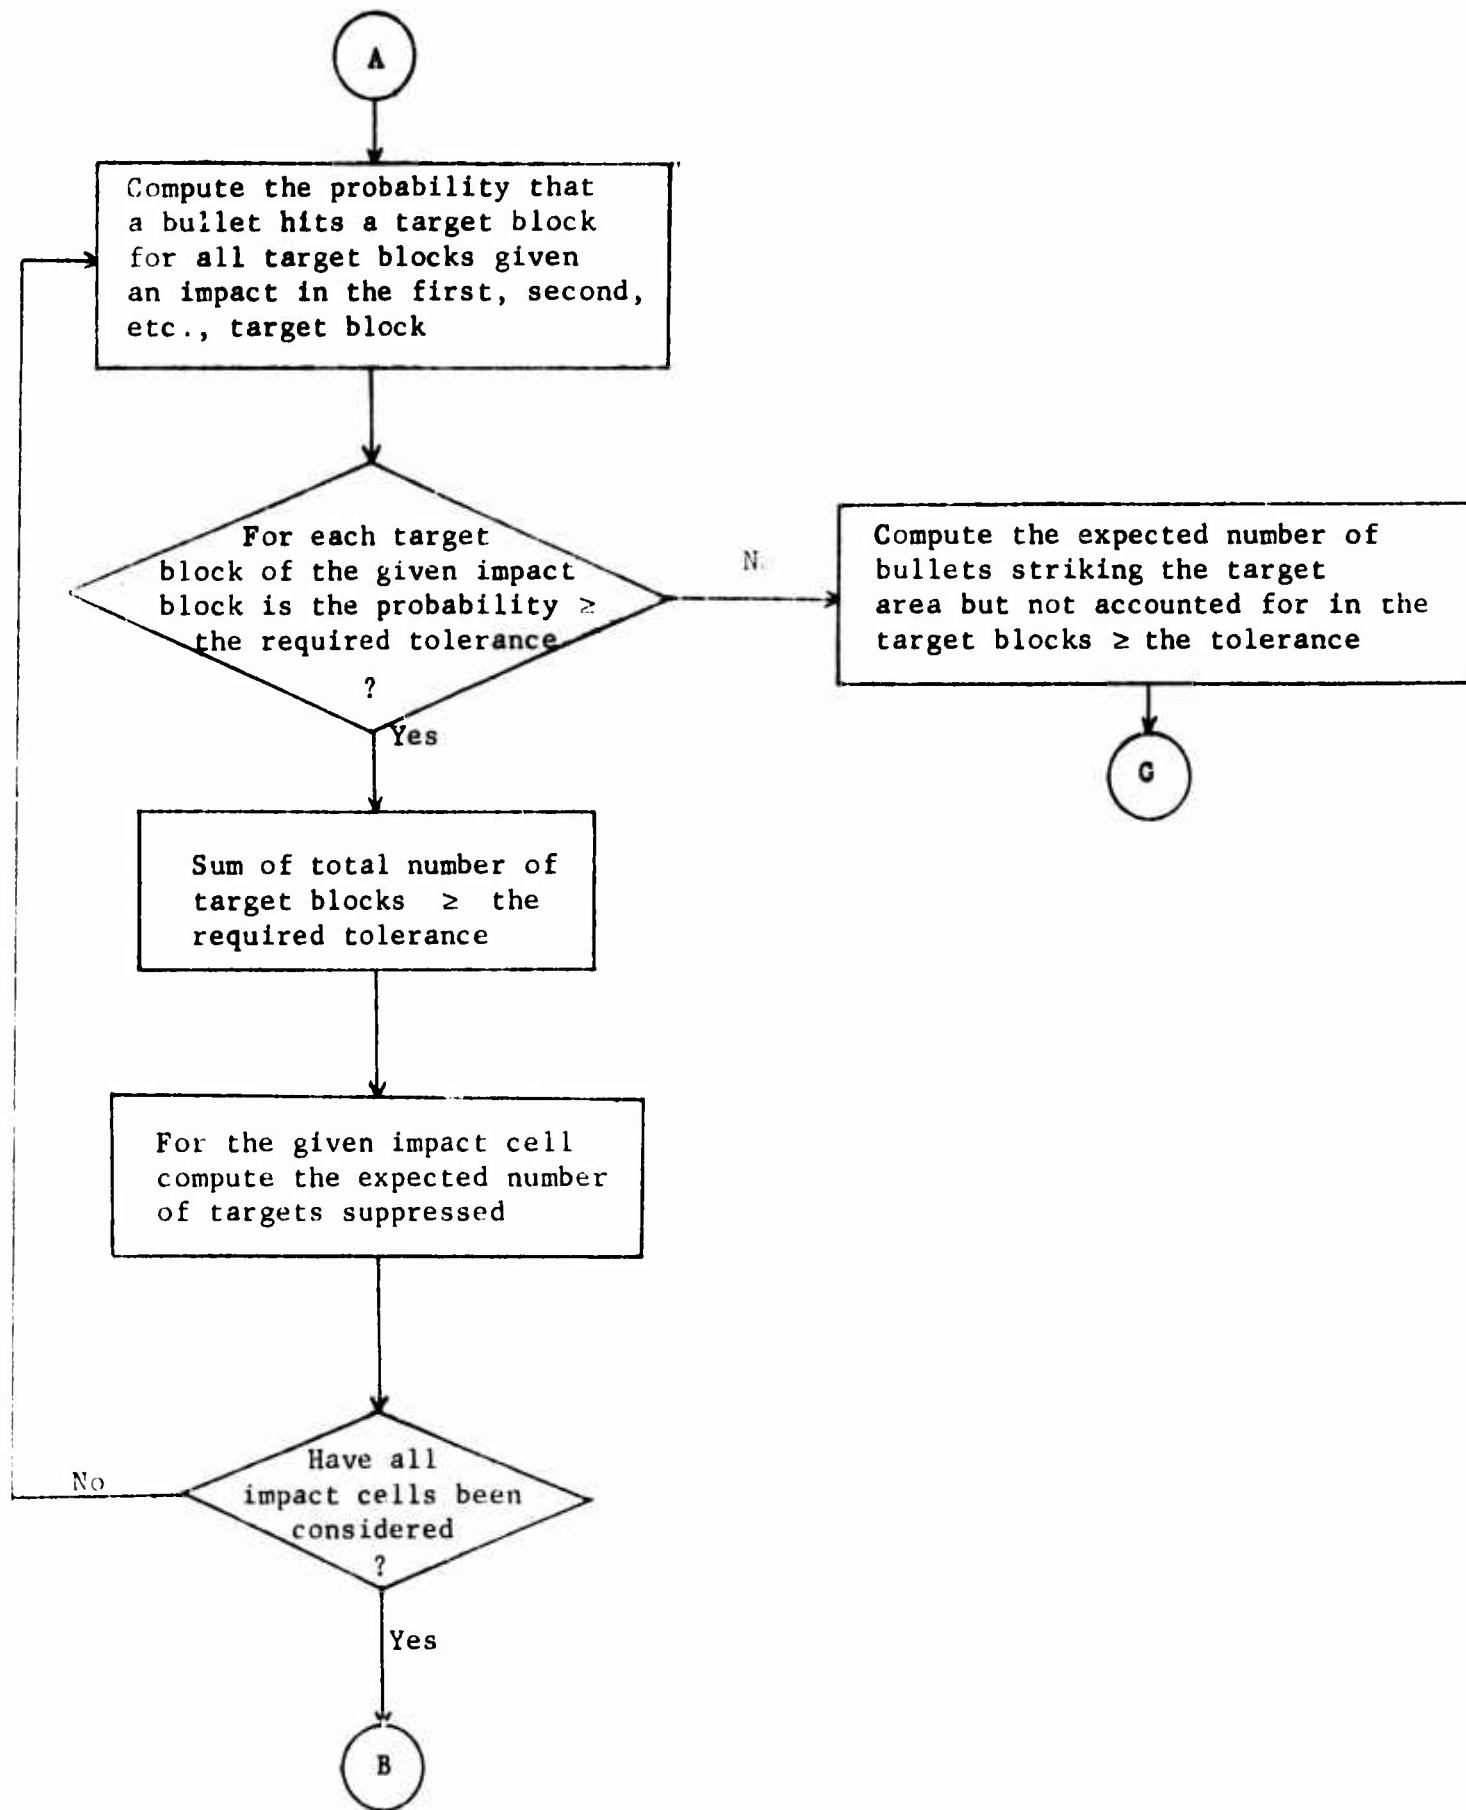 A
Compute the probability that
a bullet hits a target block
for all target blocks given
an impact in the first, second,
etc., target block
For each target
block of the given impact
block is the probability ≥
the required tolerance
?
Yes
Compute the expected number of
bullets striking the target
area but not accounted for in the
target blocks ≥ the tolerance
G
Sum of total number of
target blocks ≥ the
required tolerance
For the given impact cell
compute the expected number
of targets suppressed
Have all
impact cells been
considered
?
No
Yes
B